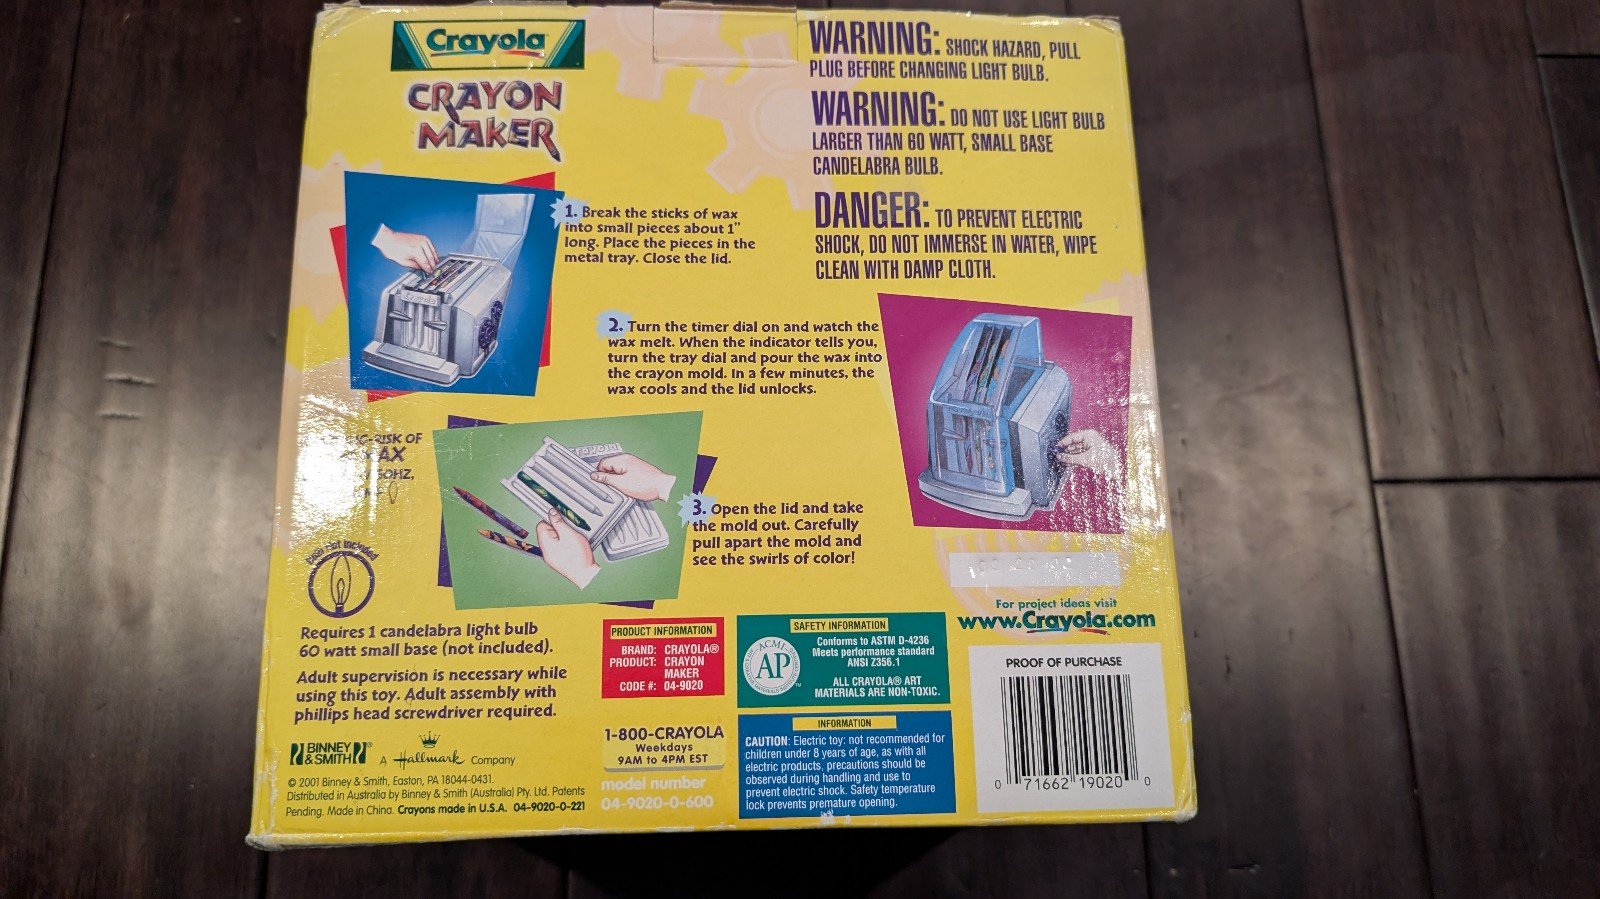 Crayola
CRAYON
MAKER
WARNING: SHOCK HAZARD, PULL
PLUG BEFORE CHANGING LIGHT BULB.
WARNING: DO NOT USE LIGHT BULB
LARGER THAN 60 WATT, SMALL BASE
CANDELABRA BULB.
DANGER: TO PREVENT ELECTRIC
SHOCK, DO NOT IMMERSE IN WATER, WIPE
CLEAN WITH DAMP CLOTH.
1. Break the sticks of wax
into small pieces about 1"
long. Place the pieces in the
metal tray. Close the lid.
2. Turn the timer dial on and watch the
wax melt. When the indicator tells you,
turn the tray dial and pour the wax into
the crayon mold. In a few minutes, the
wax cools and the lid unlocks.
RISK OF
3. Open the lid and take
the mold out. Carefully
pull apart the mold and
see the swirls of color!
Crayola
Crayola
Not Included
Requires 1 candelabra light bulb
60 watt small base (not included).
Adult supervision is necessary while
using this toy. Adult assembly with
phillips head screwdriver required.
BINNEY ®
& SMITH
A Hallmark Company
© 2001 Binney & Smith, Easton, PA 18044-0431.
Distributed in Australia by Binney & Smith (Australia) Pty. Ltd. Patents
Pending. Made in China. Crayons made in U.S.A. 04-9020-0-221
PRODUCT INFORMATION
BRAND: CRAYOLA®
PRODUCT: CRAYON
MAKER
CODE #: 04-9020
1-800-CRAYOLA
Weekdays
9AM to 4PM EST
model number
04-9020-0-600
SAFETY INFORMATION
ACMI
AP
Conforms to ASTM D-4236
Meets performance standard
ANSI Z356.1
ALL CRAYOLA® ART
MATERIALS ARE NON-TOXIC.
INFORMATION
CAUTION: Electric toy: not recommended for
children under 8 years of age, as with all
electric products, precautions should be
observed during handling and use to
prevent electric shock. Safety temperature
lock prevents premature opening.
For project ideas visit
www.Crayola.com
PROOF OF PURCHASE
0 71662 19020 0